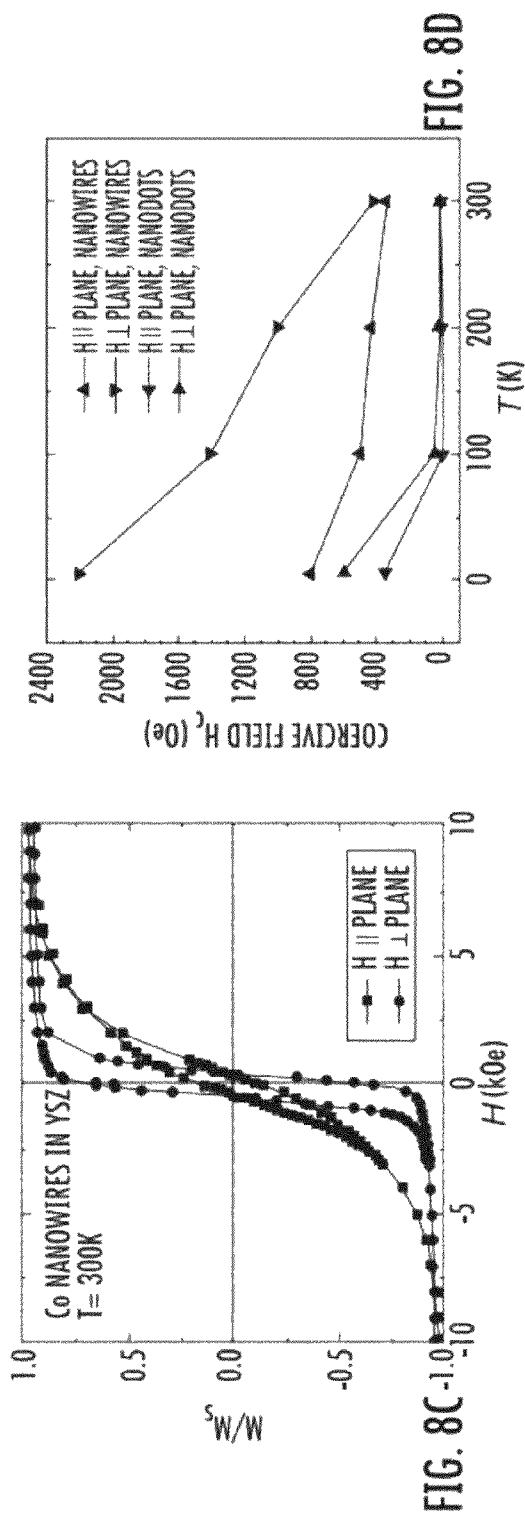 Co NANOWIRES IN YSZ
T= 300K
1.0
0.5
0.0
-0.5
-1.0
M/Ms
-10
-5
0
5
10
H (kOe)
H || PLANE
H ⊥ PLANE
FIG. 8C
2400
2000
1600
1200
800
400
0
COERCIVE FIELD Hc (Oe)
0
100
200
300
T (K)
H || PLANE, NANOWIRES
H ⊥ PLANE, NANOWIRES
H || PLANE, NANODOTS
H ⊥ PLANE, NANODOTS
FIG. 8D